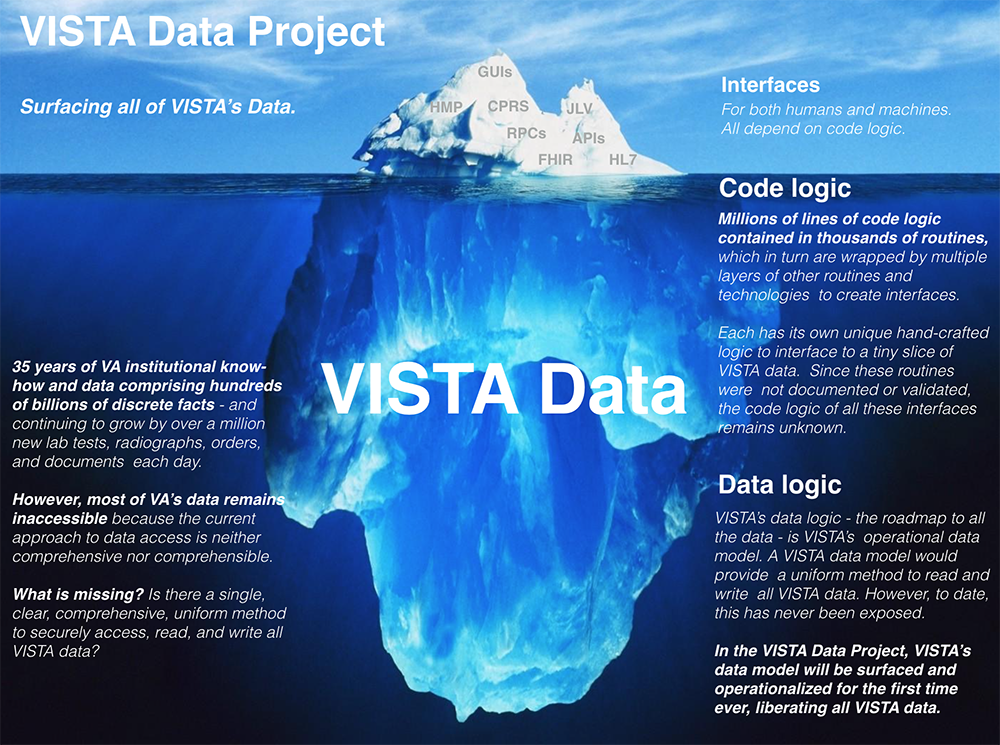 VISTA Data Project
Surfacing all of VISTA's Data.
GUIs
HMP
CPRS
JLV
RPCs
APIs
FHIR
HL7
Interfaces
For both humans and machines.
All depend on code logic.
Code logic
Millions of lines of code logic
contained in thousands of routines,
which in turn are wrapped by multiple
layers of other routines and
technologies to create interfaces.
Each has its own unique hand-crafted
logic to interface to a tiny slice of
VISTA data. Since these routines
were not documented or validated,
the code logic of all these interfaces
remains unknown.
VISTA Data
35 years of VA institutional know-
how and data comprising hundreds
of billions of discrete facts - and
continuing to grow by over a million
new lab tests, radiographs, orders,
and documents each day.
However, most of VA's data remains
inaccessible because the current
approach to data access is neither
comprehensive nor comprehensible.
What is missing? Is there a single,
clear, comprehensive, uniform method
to securely access, read, and write all
VISTA data?
Data logic
VISTA's data logic - the roadmap to all
the data - is VISTA's operational data
model. A VISTA data model would
provide a uniform method to read and
write all VISTA data. However, to date,
this has never been exposed.
In the VISTA Data Project, VISTA's
data model will be surfaced and
operationalized for the first time
ever, liberating all VISTA data.